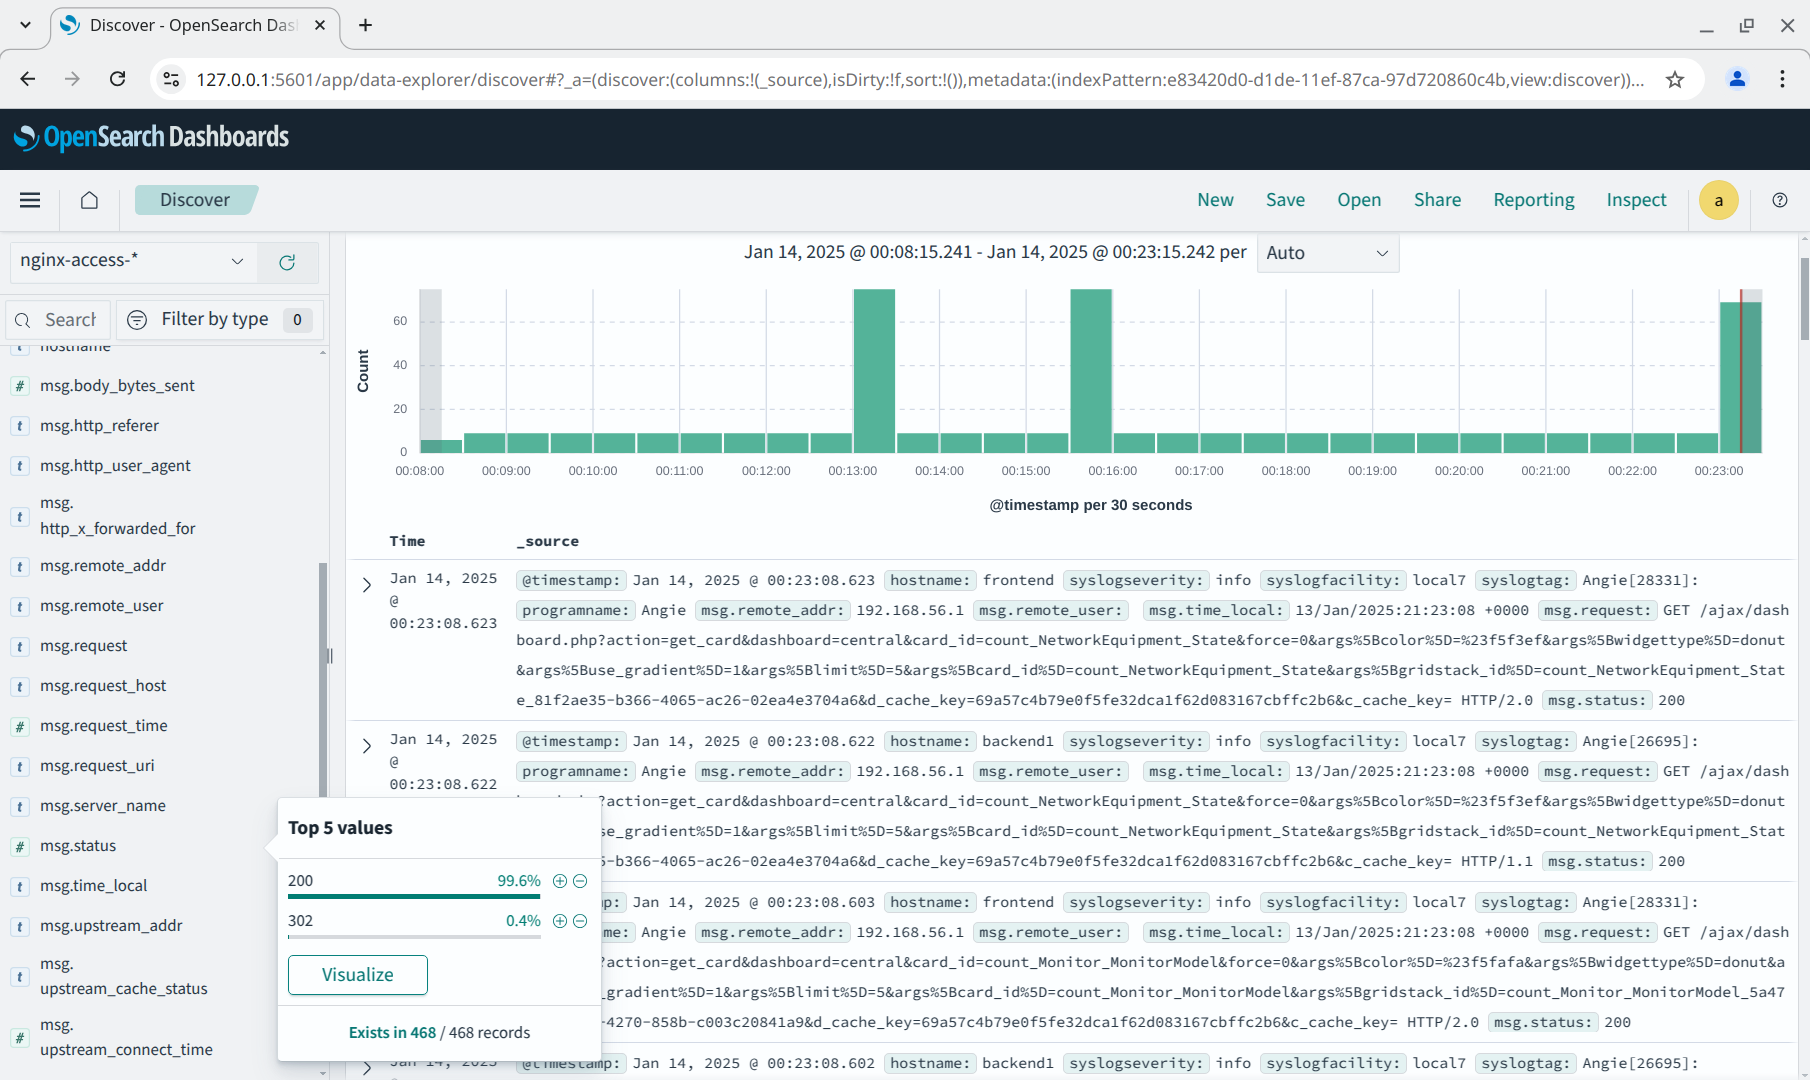 Discover - OpenSearch Das
127.0.0.1:5601/app/data-explorer/discover#?_a=(discover:(columns:!(_source),isDirty:!f,sort:!()),metadata:(indexPattern:e83420d0-d1de-11ef-87ca-97d720860c4b,view:discover))...
OpenSearch Dashboards
Discover
New Save Open Share Reporting Inspect a
nginx-access-*
Search Filter by type 0
hostname
msg.body_bytes_sent
msg.http_referer
msg.http_user_agent
msg.
http_x_forwarded_for
msg.remote_addr
msg.remote_user
msg.request
msg.request_host
msg.request_time
msg.request_uri
msg.server_name
msg.status
msg.time_local
msg.upstream_addr
msg.
upstream_cache_status
msg.
upstream_connect_time
Top 5 values
200 99.6%
302 0.4%
Visualize
Exists in 468 / 468 records
Jan 14, 2025 @ 00:08:15.241 - Jan 14, 2025 @ 00:23:15.242 per Auto
Count
60
40
20
0
00:08:00 00:09:00 00:10:00 00:11:00 00:12:00 00:13:00 00:14:00 00:15:00 00:16:00 00:17:00 00:18:00 00:19:00 00:20:00 00:21:00 00:22:00 00:23:00
@timestamp per 30 seconds
Time _source
Jan 14, 2025
@
00:23:08.623
@timestamp: Jan 14, 2025 @ 00:23:08.623 hostname: frontend syslogseverity: info syslogfacility: local7 syslogtag: Angie[28331]:
programname: Angie msg.remote_addr: 192.168.56.1 msg.remote_user: msg.time_local: 13/Jan/2025:21:23:08 +0000 msg.request: GET /ajax/dash
board.php?action=get_card&dashboard=central&card_id=count_NetworkEquipment_State&force=0&args%5Bcolor%5D=%23f5f3ef&args%5Bwidgettype%5D=donut
&args%5Buse_gradient%5D=1&args%5Blimit%5D=5&args%5Bcard_id%5D=count_NetworkEquipment_State&args%5Bgridstack_id%5D=count_NetworkEquipment_Stat
e_81f2ae35-b366-4065-ac26-02ea4e3704a6&d_cache_key=69a57c4b79e0f5fe32dca1f62d083167cbffc2b6&c_cache_key= HTTP/2.0 msg.status: 200
Jan 14, 2025
@
00:23:08.622
@timestamp: Jan 14, 2025 @ 00:23:08.622 hostname: backend1 syslogseverity: info syslogfacility: local7 syslogtag: Angie[26695]:
programname: Angie msg.remote_addr: 192.168.56.1 msg.remote_user: msg.time_local: 13/Jan/2025:21:23:08 +0000 msg.request: GET /ajax/dash
?action=get_card&dashboard=central&card_id=count_NetworkEquipment_State&force=0&args%5Bcolor%5D=%23f5f3ef&args%5Bwidgettype%5D=donut
se_gradient%5D=1&args%5Blimit%5D=5&args%5Bcard_id%5D=count_NetworkEquipment_State&args%5Bgridstack_id%5D=count_NetworkEquipment_Stat
5-b366-4065-ac26-02ea4e3704a6&d_cache_key=69a57c4b79e0f5fe32dca1f62d083167cbffc2b6&c_cache_key= HTTP/1.1 msg.status: 200
mp: Jan 14, 2025 @ 00:23:08.603 hostname: frontend syslogseverity: info syslogfacility: local7 syslogtag: Angie[28331]:
me: Angie msg.remote_addr: 192.168.56.1 msg.remote_user: msg.time_local: 13/Jan/2025:21:23:08 +0000 msg.request: GET /ajax/dash
?action=get_card&dashboard=central&card_id=count_Monitor_MonitorModel&force=0&args%5Bcolor%5D=%23f5fafa&args%5Bwidgettype%5D=donut&a
_gradient%5D=1&args%5Blimit%5D=5&args%5Bcard_id%5D=count_Monitor_MonitorModel&args%5Bgridstack_id%5D=count_Monitor_MonitorModel_5a47
-4270-858b-c003c20841a9&d_cache_key=69a57c4b79e0f5fe32dca1f62d083167cbffc2b6&c_cache_key= HTTP/2.0 msg.status: 200
Jan 14, 2025
@timestamp: Jan 14, 2025 @ 00:23:08.602 hostname: backend1 syslogseverity: info syslogfacility: local7 syslogtag: Angie[26695]: